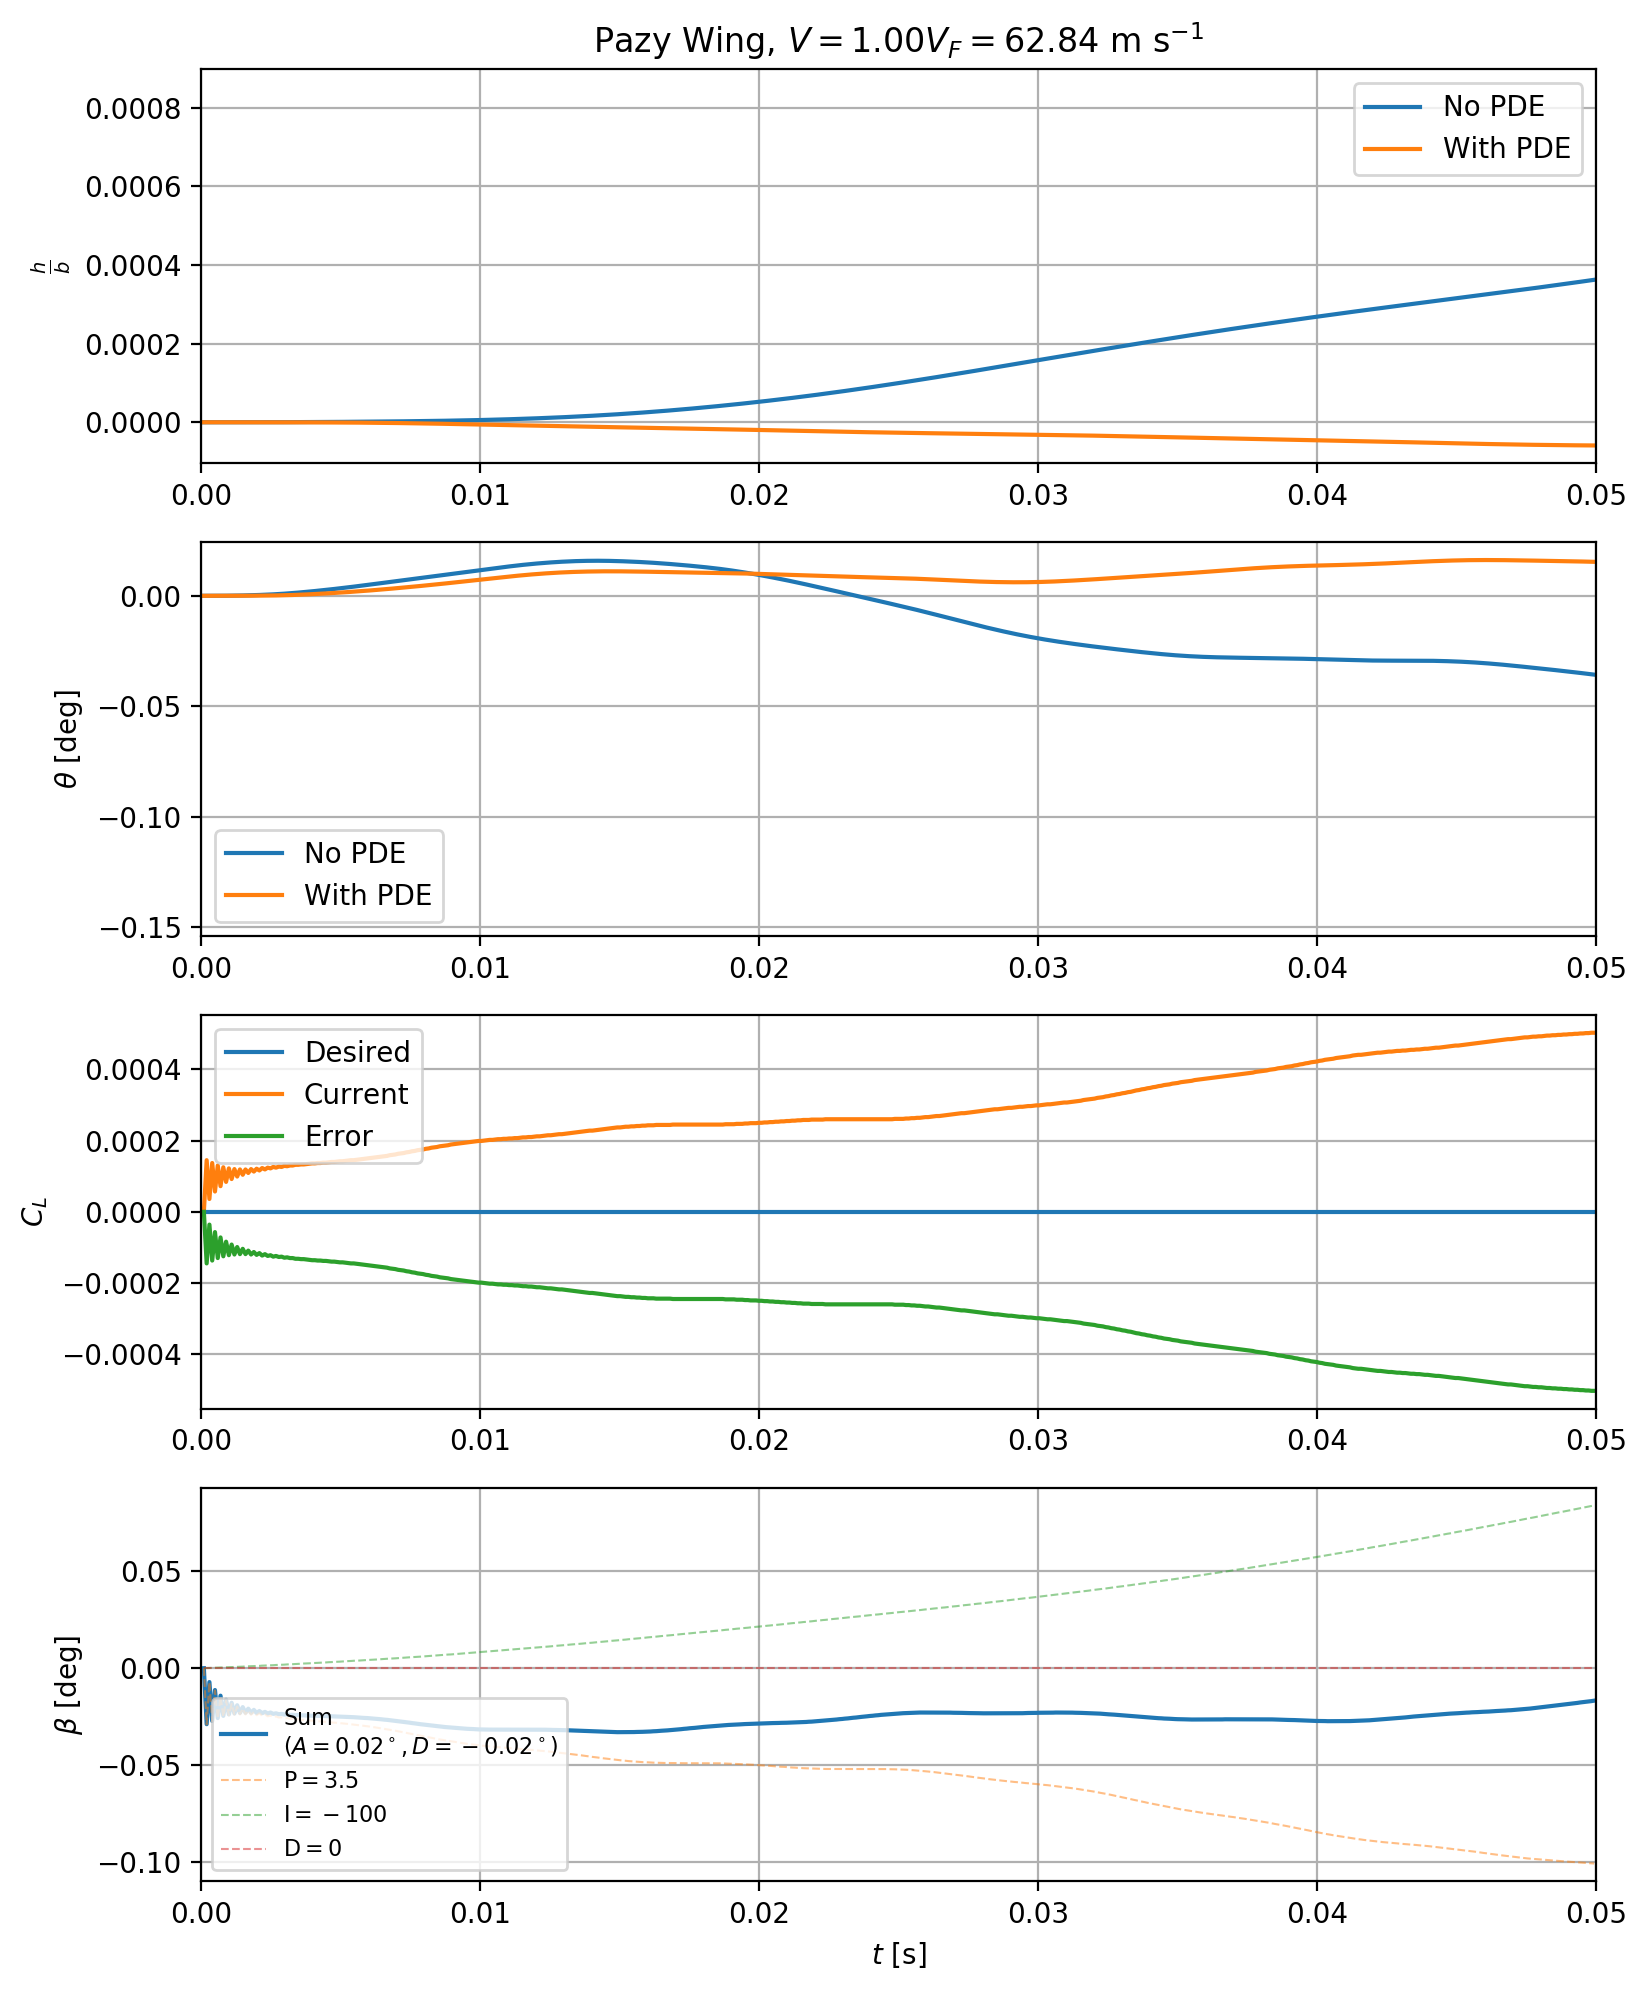 Pazy Wing, V = 1.00V_F = 62.84 m s⁻¹
0.0008
0.0006
0.0004
0.0002
0.0000
h/b
No PDE
With PDE
0.00 0.01 0.02 0.03 0.04 0.05
0.00
−0.05
−0.10
−0.15
θ [deg]
No PDE
With PDE
0.00 0.01 0.02 0.03 0.04 0.05
0.0004
0.0002
0.0000
−0.0002
−0.0004
C_L
Desired
Current
Error
0.00 0.01 0.02 0.03 0.04 0.05
0.05
0.00
−0.05
−0.10
β [deg]
Sum
(A = 0.02°, D = −0.02°)
P = 3.5
I = −100
D = 0
0.00 0.01 0.02 0.03 0.04 0.05
t [s]